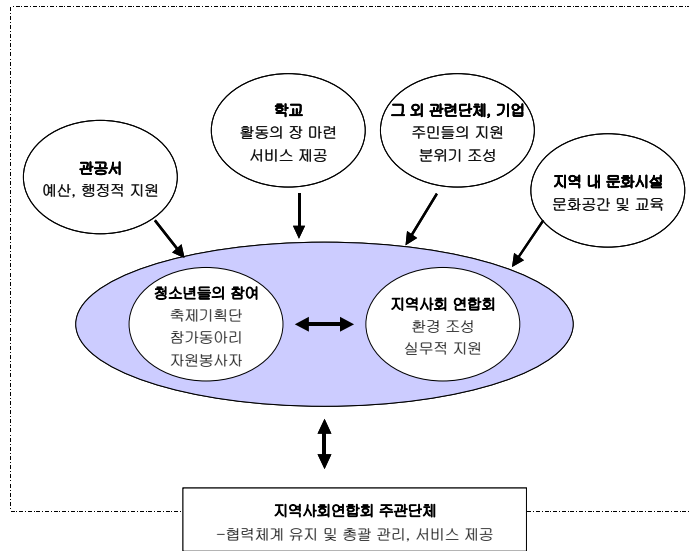 학교
활동의 장 마련
서비스 제공
그 외 관련단체, 기업
주민들의 지원
분위기 조성
관공서
예산, 행정적 지원
지역 내 문화시설
문화공간 및 교육
청소년들의 참여
축제기획단
참가동아리
자원봉사자
지역사회 연합회
환경 조성
실무적 지원
지역사회연합회 주관단체
-협력체계 유지 및 총괄 관리, 서비스 제공